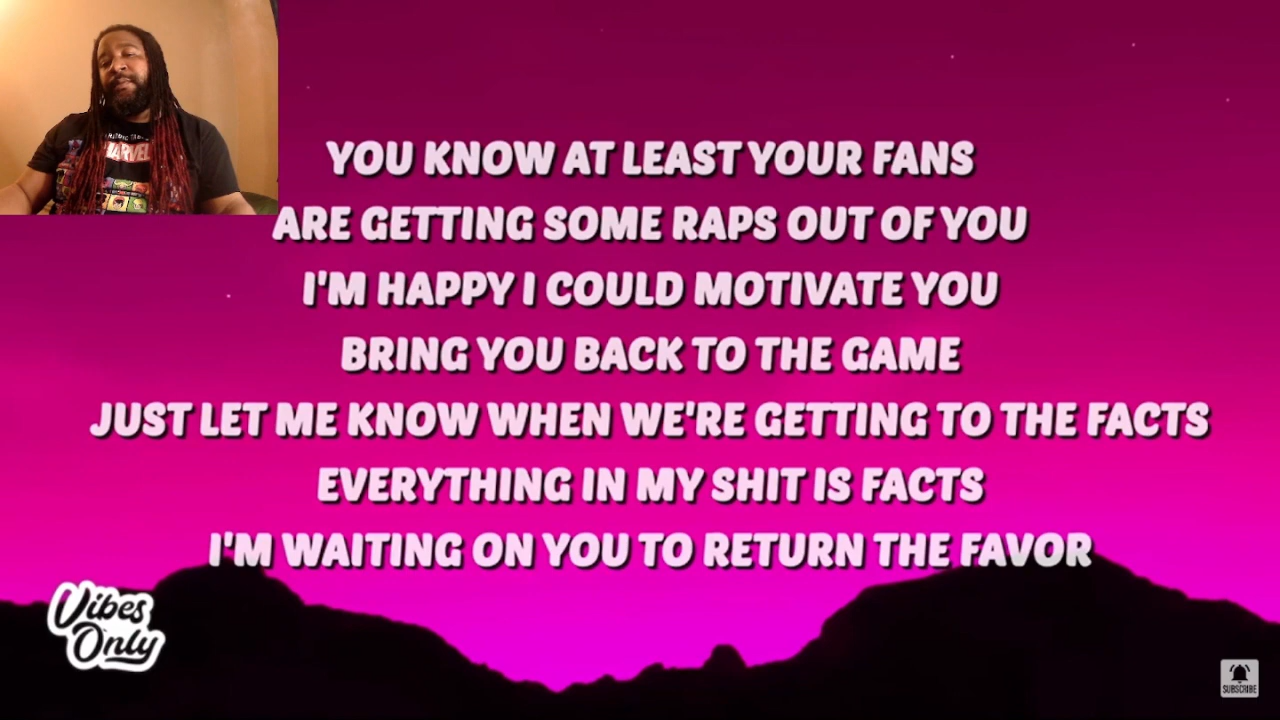 MARVEL
YOU KNOW AT LEAST YOUR FANS
ARE GETTING SOME RAPS OUT OF YOU
I'M HAPPY I COULD MOTIVATE YOU
BRING YOU BACK TO THE GAME
JUST LET ME KNOW WHEN WE'RE GETTING TO THE FACTS
EVERYTHING IN MY SHIT IS FACTS
I'M WAITING ON YOU TO RETURN THE FAVOR
Vibes
Only
SUBSCRIBE